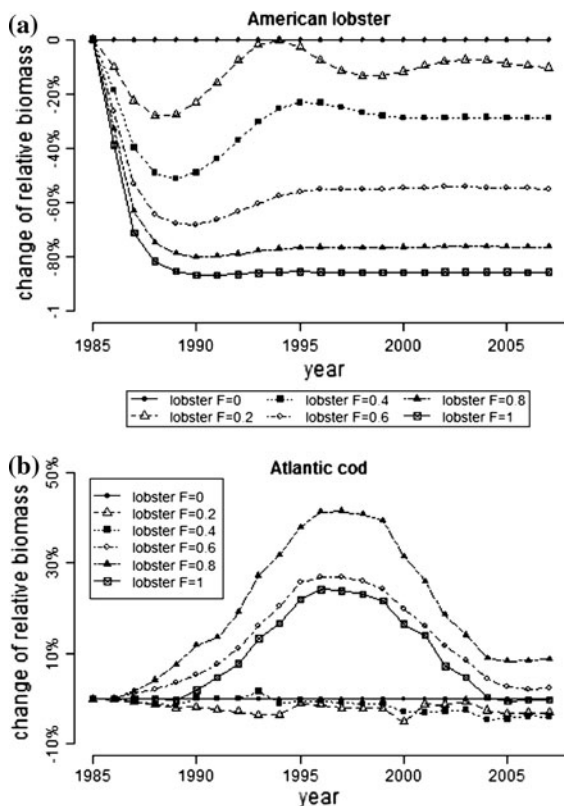 (a)
American lobster
change of relative biomass
0
-20%
-40%
-60%
-80%
-1
1985 1990 1995 2000 2005
year
lobster F=0 lobster F=0.4 lobster F=0.8
lobster F=0.2 lobster F=0.6 lobster F=1
(b)
Atlantic cod
change of relative biomass
50%
30%
10%
-10%
lobster F=0
lobster F=0.2
lobster F=0.4
lobster F=0.6
lobster F=0.8
lobster F=1
1985 1990 1995 2000 2005
year